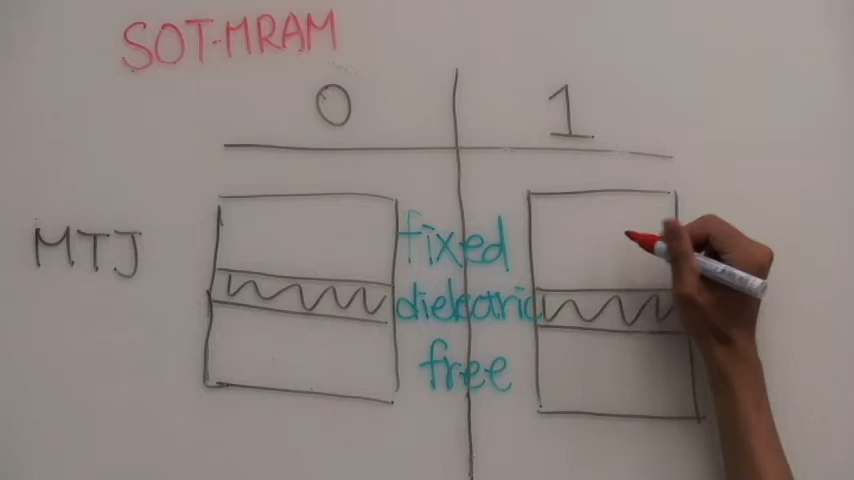 SOT-MRAM
0 1
MTJ
fixed
dielectric
free